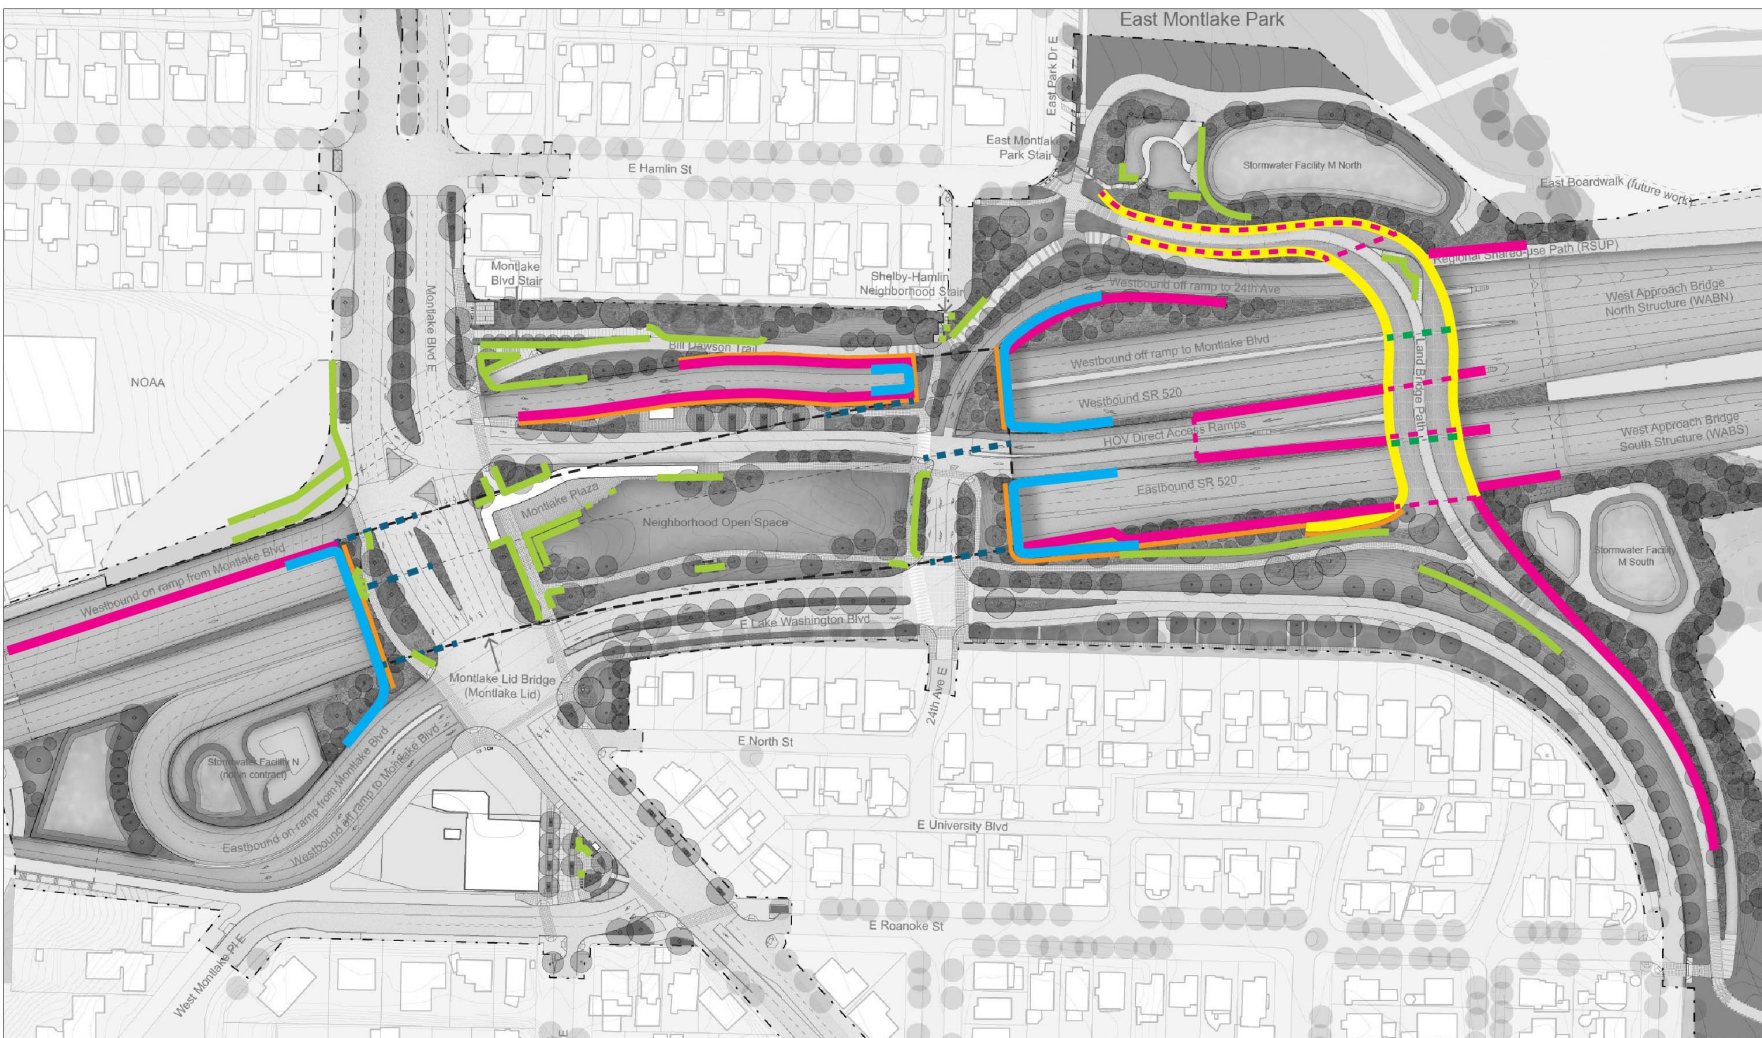 East Montlake Park
East Park Dr E
East Montlake
Park Stair
E Hamlin St
Stormwater Facility M North
East Boardwalk (future work)
Regional Shared-use Path (RSUP)
Montlake
Blvd Stair
Shelby-Hamlin
Neighborhood Stair
Westbound off ramp to 24th Ave
West Approach Bridge
North Structure (WABN)
Montlake Blvd E
Bill Dawson Trail
Westbound off ramp to Montlake Blvd
NOAA
Westbound SR 520
Land Bridge Path
HOV Direct Access Ramps
West Approach Bridge
South Structure (WABS)
Eastbound SR 520
Montlake Plaza
Neighborhood Open Space
Stormwater Facility
M South
Westbound on ramp from Montlake Blvd
E Lake Washington Blvd
Montlake Lid Bridge
(Montlake Lid)
24th Ave E
E North St
Stormwater Facility N
(not in contract)
Eastbound on-ramp from Montlake Blvd
Westbound off ramp to Montlake Blvd
E University Blvd
E Roanoke St
West Montlake Pl E
E